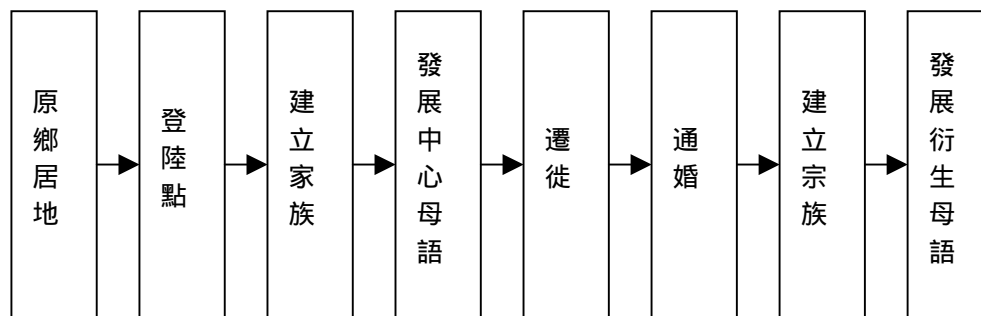 原鄉居地
登陸點
建立家族
發展中心母語
遷徙
通婚
建立宗族
發展衍生母語